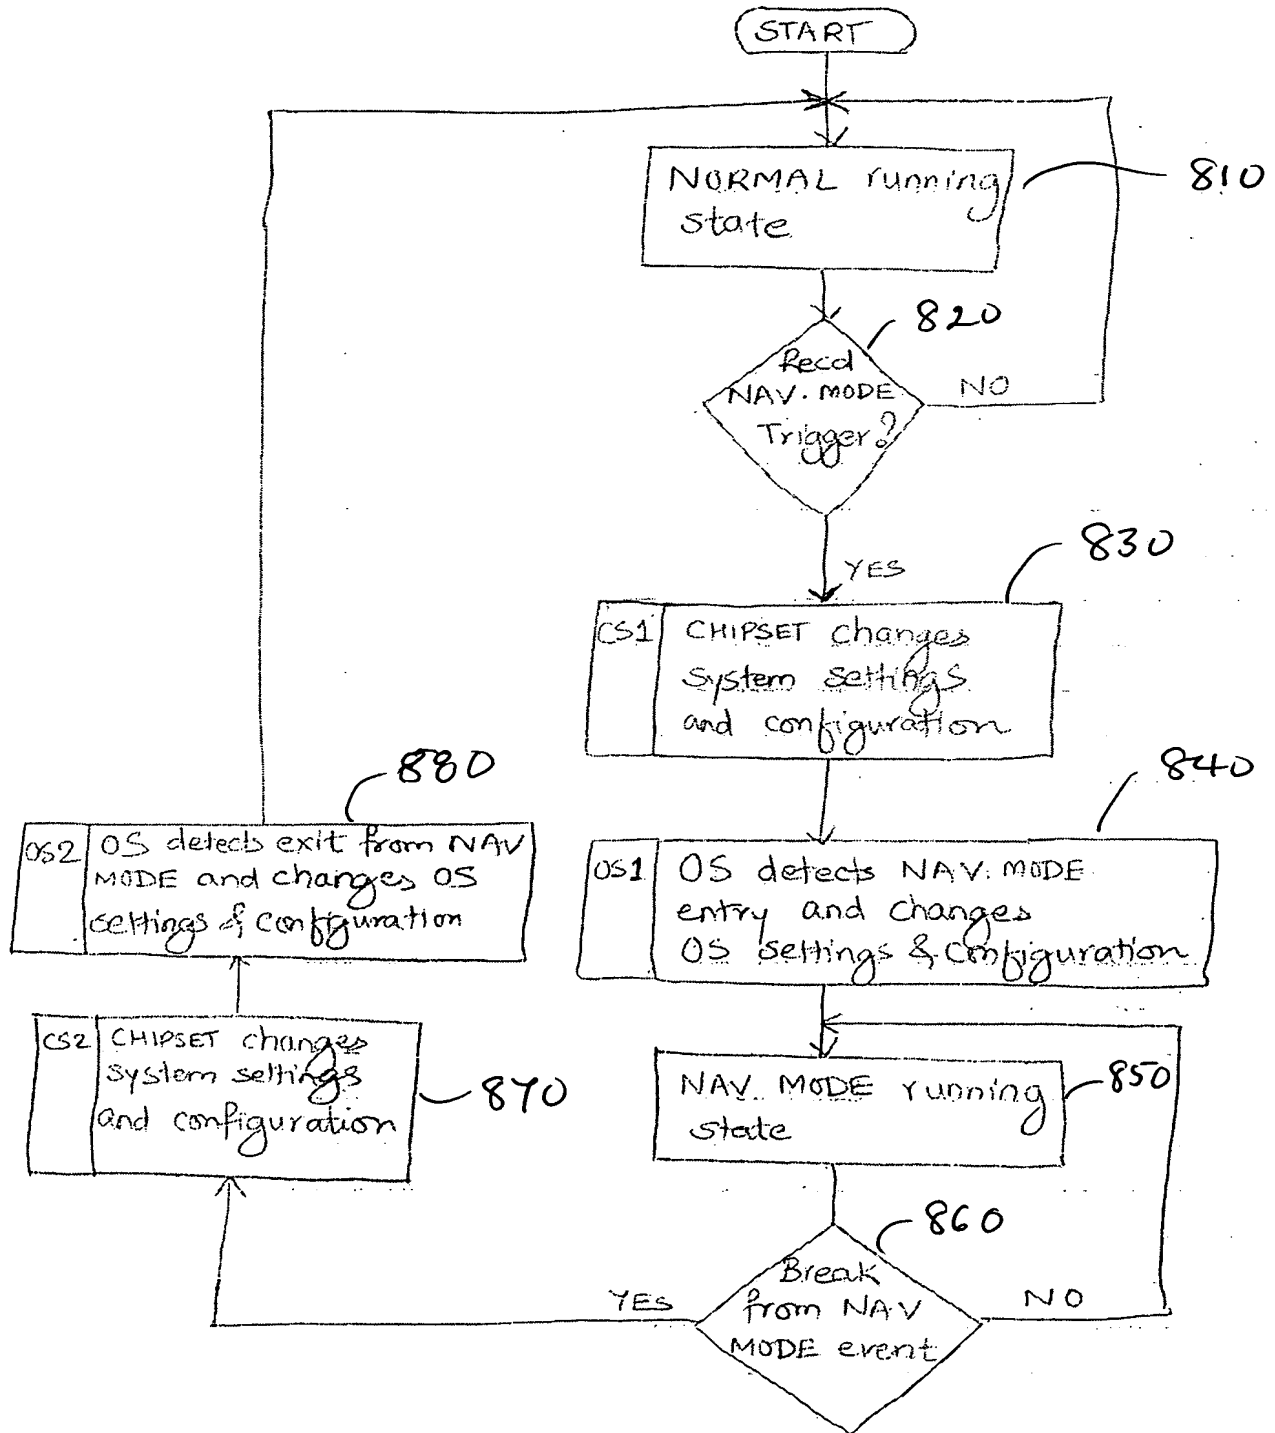 START
NORMAL running
state
810
820
Recd
NAV. MODE
Trigger?
NO
YES
830
CS1
CHIPSET changes
system settings
and configuration
840
OS1
OS detects NAV. MODE
entry and changes
OS settings & configuration
NAV. MODE running
state
850
860
Break
from NAV
MODE event
NO
YES
870
CS2
CHIPSET changes
system settings
and configuration
880
OS2
OS detects exit from NAV
MODE and changes OS
settings & configuration